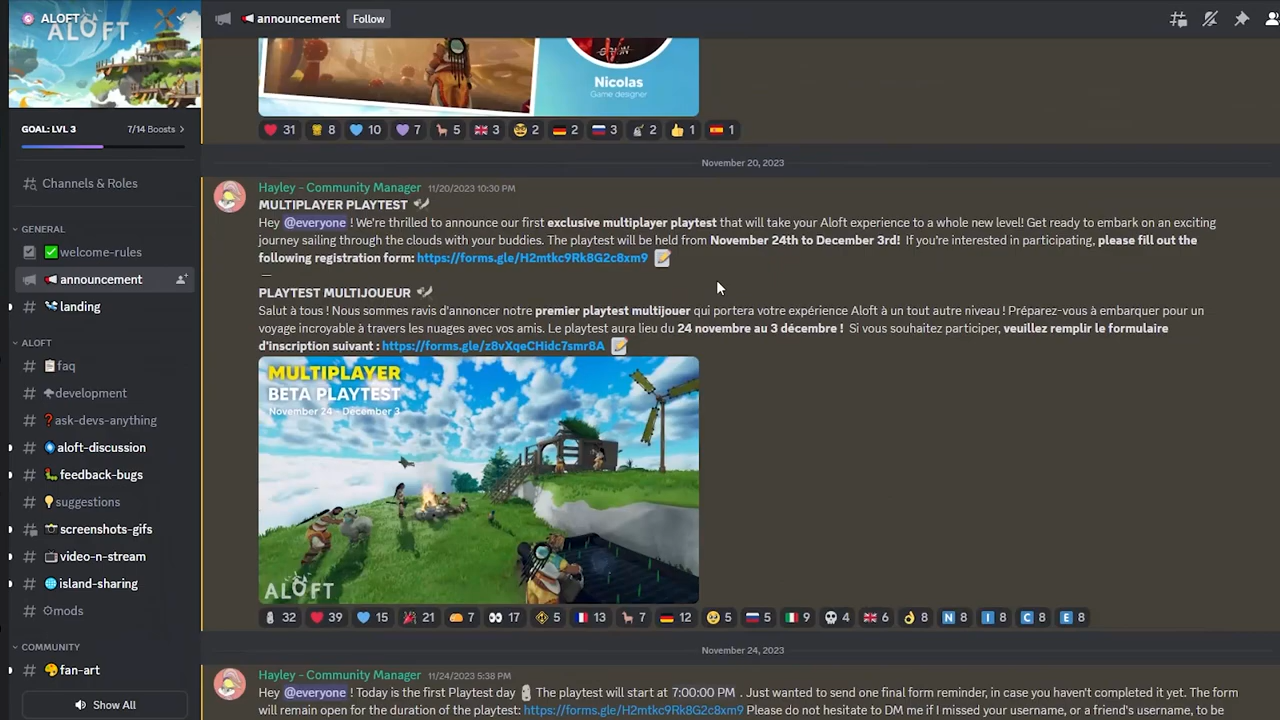 ALOFT
ALOFT
GOAL: LVL 3 7/14 Boosts
Channels & Roles
GENERAL
welcome-rules
announcement
landing
ALOFT
faq
development
ask-devs-anything
aloft-discussion
feedback-bugs
suggestions
screenshots-gifs
video-n-stream
island-sharing
mods
COMMUNITY
fan-art
Show All
announcement Follow
Nicolas
Game designer
31 8 10 7 5 3 2 2 3 2 1 1
November 20, 2023
Hayley - Community Manager 11/20/2023 10:30 PM
MULTIPLAYER PLAYTEST
Hey @everyone ! We're thrilled to announce our first exclusive multiplayer playtest that will take your Aloft experience to a whole new level! Get ready to embark on an exciting
journey sailing through the clouds with your buddies. The playtest will be held from November 24th to December 3rd! If you're interested in participating, please fill out the
following registration form: https://forms.gle/H2mtkc9Rk8G2c8xm9
—
PLAYTEST MULTIJOUEUR
Salut à tous ! Nous sommes ravis d'annoncer notre premier playtest multijouer qui portera votre expérience Aloft à un tout autre niveau ! Préparez-vous à embarquer pour un
voyage incroyable à travers les nuages avec vos amis. Le playtest aura lieu du 24 novembre au 3 décembre ! Si vous souhaitez participer, veuillez remplir le formulaire
d'inscription suivant : https://forms.gle/z8vXqeCHidc7smr8A
MULTIPLAYER
BETA PLAYTEST
November 24 - December 3
ALOFT
32 39 15 21 7 17 5 13 7 12 5 5 9 4 6 8 N 8 I 8 C 8 E 8
November 24, 2023
Hayley - Community Manager 11/24/2023 5:38 PM
Hey @everyone ! Today is the first Playtest day The playtest will start at 7:00:00 PM . Just wanted to send one final form reminder, in case you haven't completed it yet. The form
will remain open for the duration of the playtest: https://forms.gle/H2mtkc9Rk8G2c8xm9 Please do not hesitate to DM me if I missed your username, or a friend's username, to be